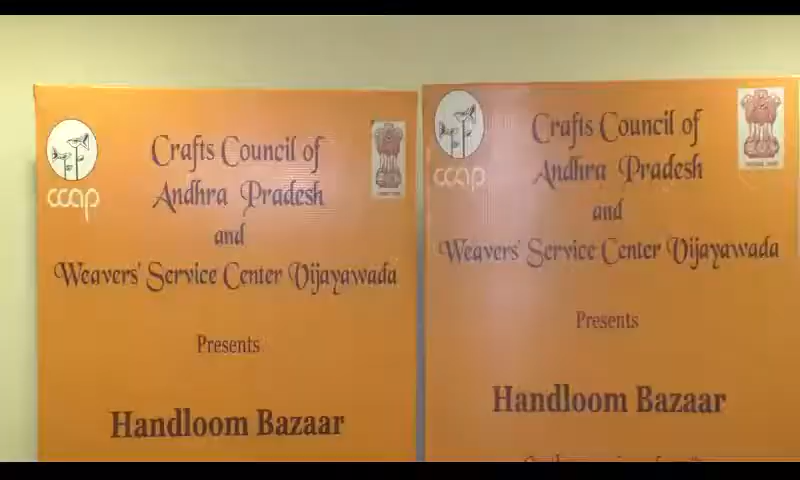 ccap
Crafts Council of
Andhra Pradesh
and
Weavers' Service Center Vijayawada
Presents
Handloom Bazaar
ccap
Crafts Council of
Andhra Pradesh
and
Weavers' Service Center Vijayawada
Presents
Handloom Bazaar